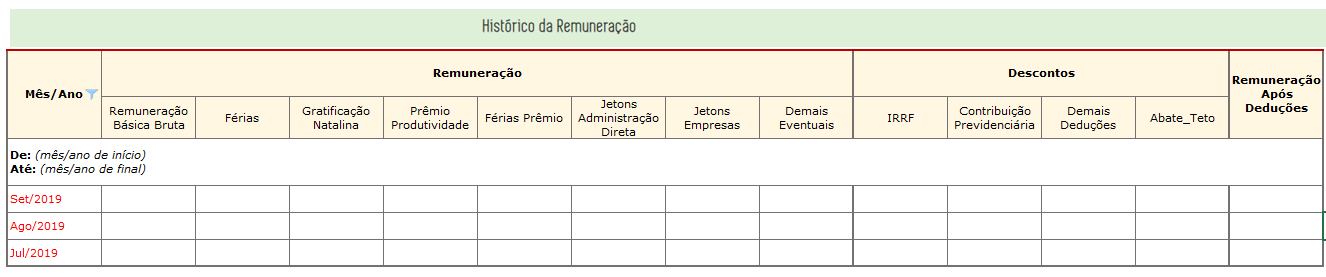 Histórico da Remuneração
Mês/Ano
Remuneração
Descontos
Remuneração
Após
Deduções
Remuneração
Básica Bruta
Férias
Gratificação
Natalina
Prêmio
Produtividade
Férias Prêmio
Jetons
Administração
Direta
Jetons
Empresas
Demais
Eventuais
IRRF
Contribuição
Previdenciária
Demais
Deduções
Abate_Teto
De: (mês/ano de início)
Até: (mês/ano de final)
Set/2019
Ago/2019
Jul/2019